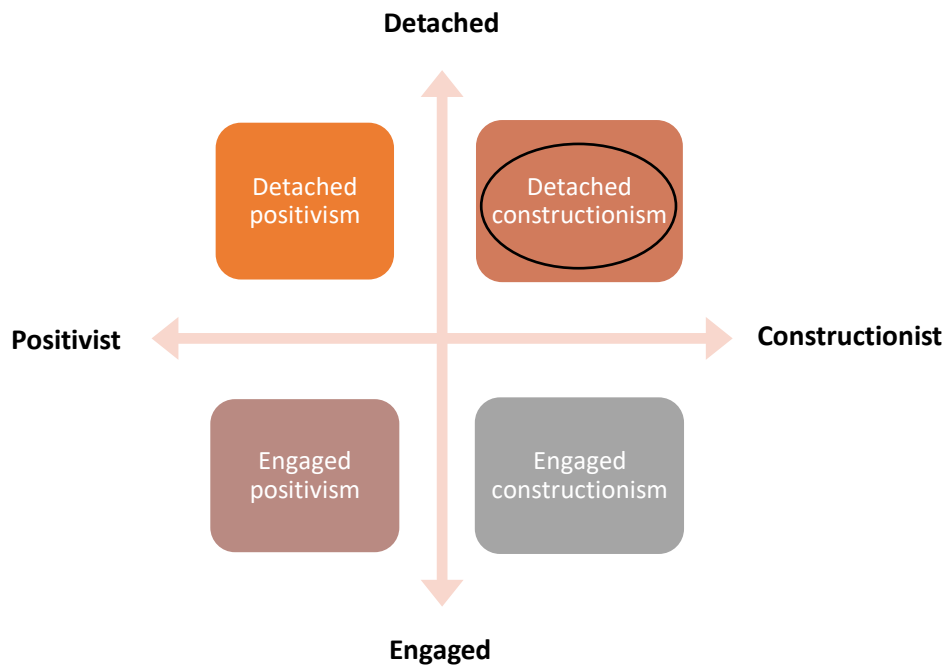 Detached
Detached
positivism
Detached
constructionism
Positivist
Constructionist
Engaged
positivism
Engaged
constructionism
Engaged